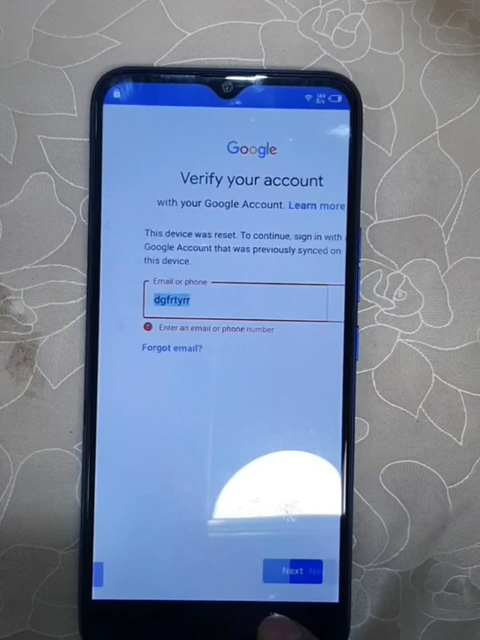 Google
Verify your account
with your Google Account. Learn more
This device was reset. To continue, sign in with
Google Account that was previously synced on
this device.
Email or phone
dgfrtyrr
Enter an email or phone number
Forgot email?
Next